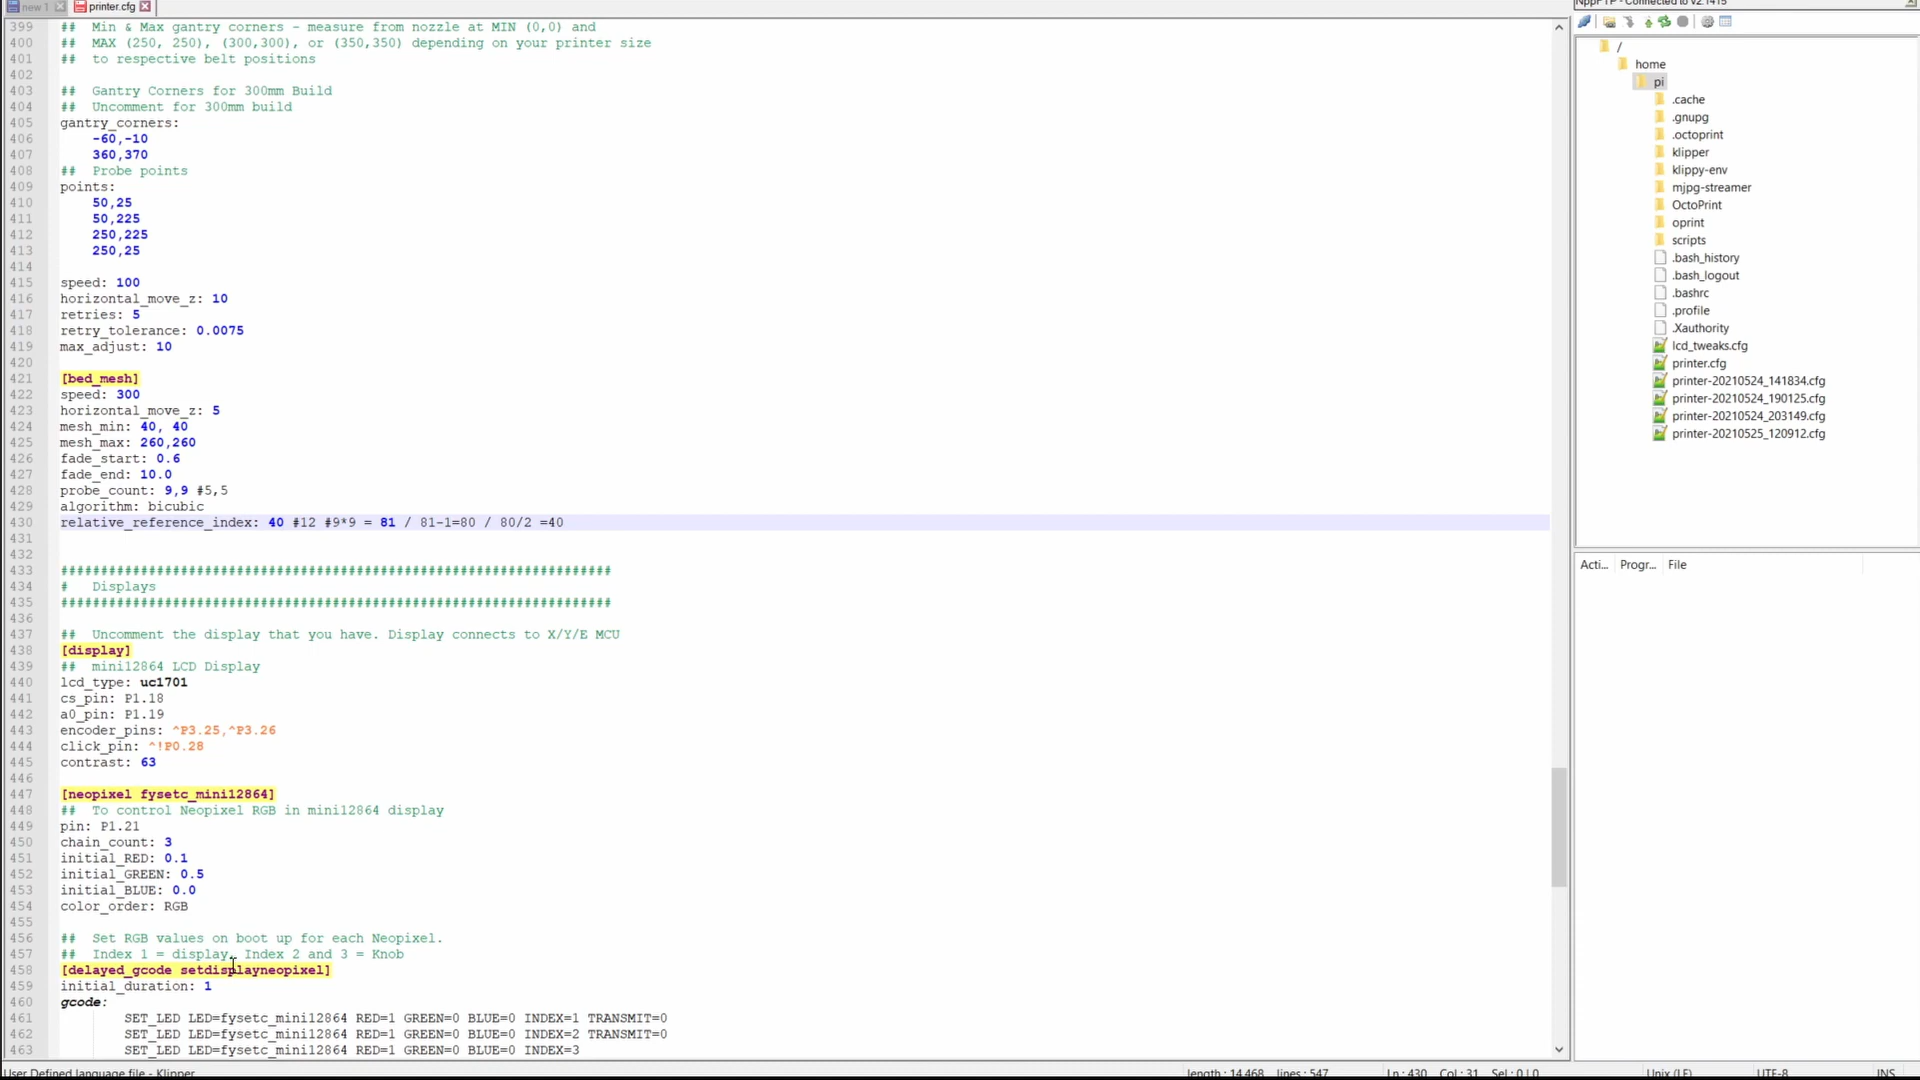 new 1
printer.cfg
NppFTP - Connected to v2.1415
399 ## Min & Max gantry corners - measure from nozzle at MIN (0,0) and
400 ## MAX (250, 250), (300,300), or (350,350) depending on your printer size
401 ## to respective belt positions
402
403 ## Gantry Corners for 300mm Build
404 ## Uncomment for 300mm build
405 gantry_corners:
406 -60,-10
407 360,370
408 ## Probe points
409 points:
410 50,25
411 50,225
412 250,225
413 250,25
414
415 speed: 100
416 horizontal_move_z: 10
417 retries: 5
418 retry_tolerance: 0.0075
419 max_adjust: 10
420
421 [bed_mesh]
422 speed: 300
423 horizontal_move_z: 5
424 mesh_min: 40, 40
425 mesh_max: 260,260
426 fade_start: 0.6
427 fade_end: 10.0
428 probe_count: 9,9 #5,5
429 algorithm: bicubic
430 relative_reference_index: 40 #12 #9*9 = 81 / 81-1=80 / 80/2 =40
431
432
433 #####################################################################
434 # Displays
435 #####################################################################
436
437 ## Uncomment the display that you have. Display connects to X/Y/E MCU
438 [display]
439 ## mini12864 LCD Display
440 lcd_type: uc1701
441 cs_pin: P1.18
442 a0_pin: P1.19
443 encoder_pins: ^P3.25,^P3.26
444 click_pin: ^!P0.28
445 contrast: 63
446
447 [neopixel fysetc_mini12864]
448 ## To control Neopixel RGB in mini12864 display
449 pin: P1.21
450 chain_count: 3
451 initial_RED: 0.1
452 initial_GREEN: 0.5
453 initial_BLUE: 0.0
454 color_order: RGB
455
456 ## Set RGB values on boot up for each Neopixel.
457 ## Index 1 = display, Index 2 and 3 = Knob
458 [delayed_gcode setdisplayneopixel]
459 initial_duration: 1
460 gcode:
461 SET_LED LED=fysetc_mini12864 RED=1 GREEN=0 BLUE=0 INDEX=1 TRANSMIT=0
462 SET_LED LED=fysetc_mini12864 RED=1 GREEN=0 BLUE=0 INDEX=2 TRANSMIT=0
463 SET_LED LED=fysetc_mini12864 RED=1 GREEN=0 BLUE=0 INDEX=3
/
home
pi
.cache
.gnupg
.octoprint
klipper
klippy-env
mjpg-streamer
OctoPrint
oprint
scripts
.bash_history
.bash_logout
.bashrc
.profile
.Xauthority
lcd_tweaks.cfg
printer.cfg
printer-20210524_141834.cfg
printer-20210524_190125.cfg
printer-20210524_203149.cfg
printer-20210525_120912.cfg
Acti... Progr... File
User Defined language file - Klipper length : 14,468 lines : 547 Ln : 430 Col : 31 Sel : 0 | 0 Unix (LF) UTF-8 INS